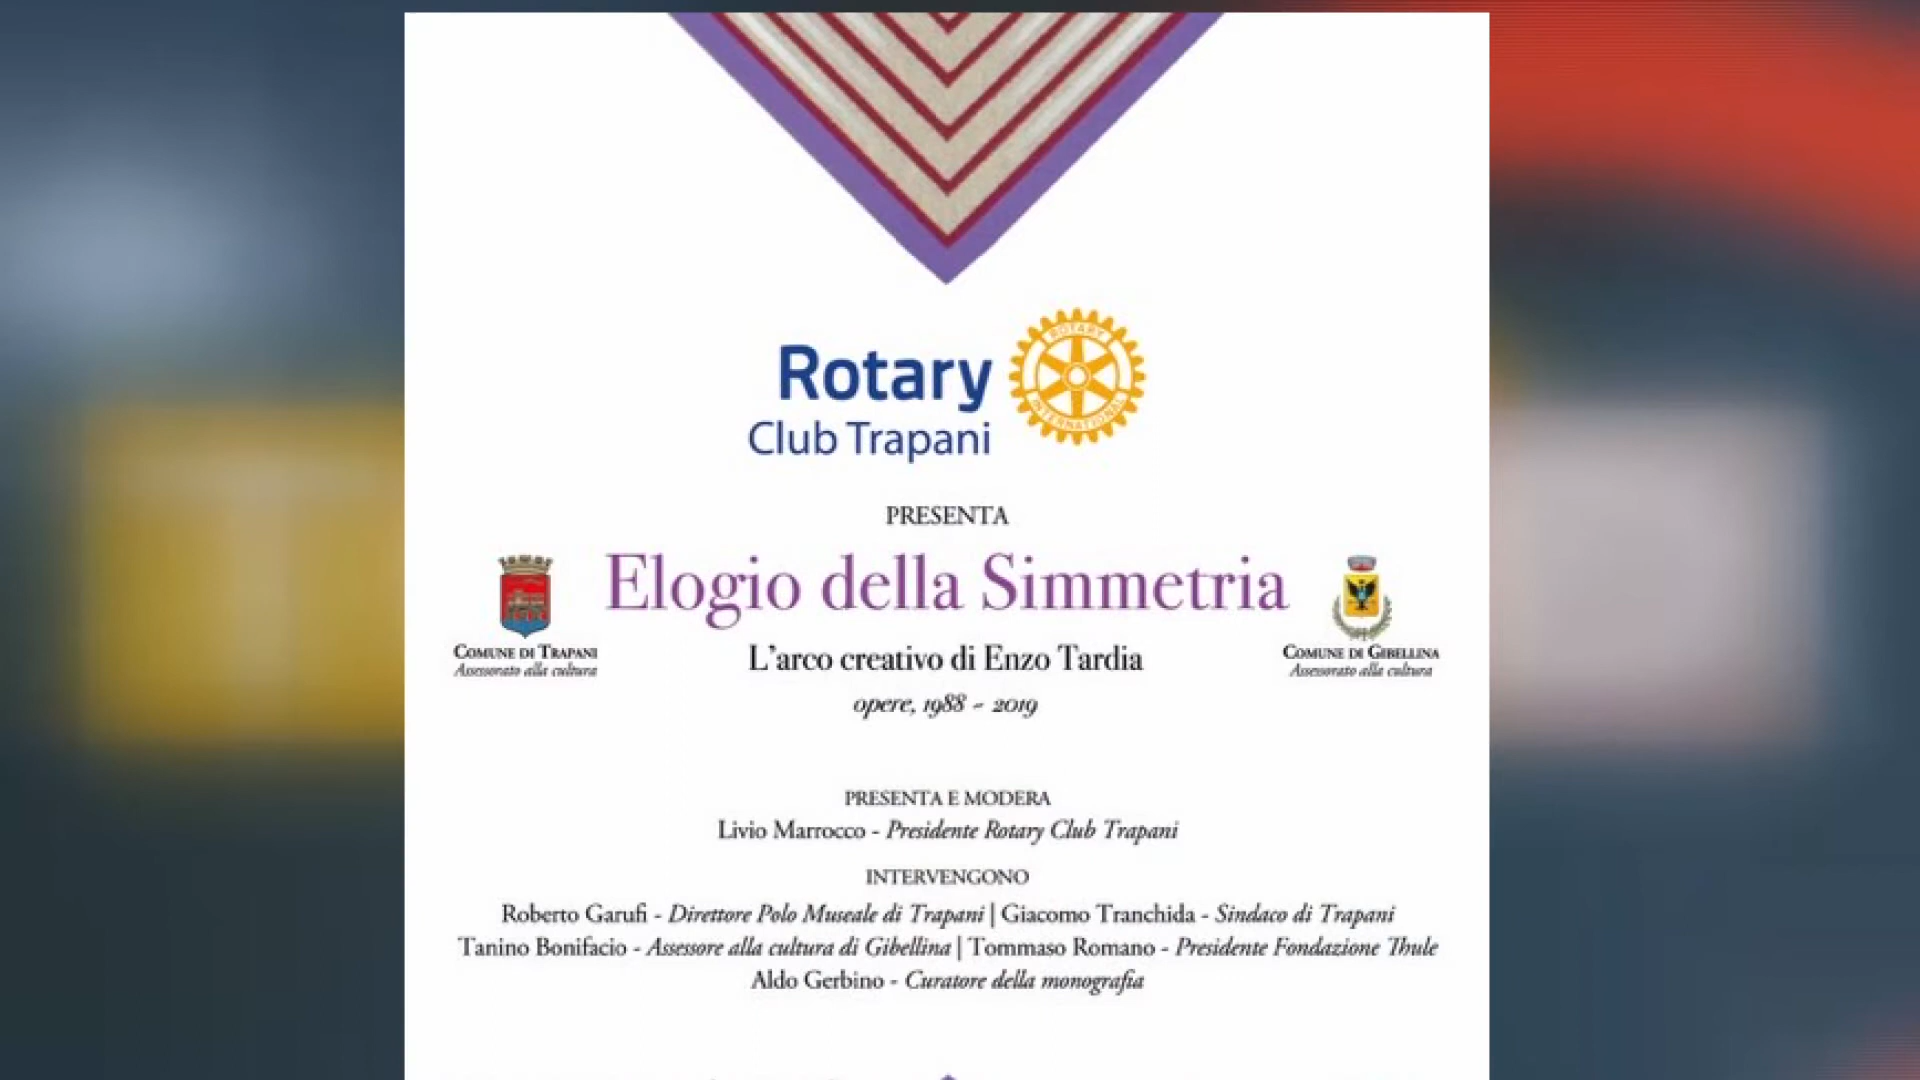 Rotary
Club Trapani
ROTARY
INTERNATIONAL
PRESENTA
Elogio della Simmetria
L'arco creativo di Enzo Tardia
opere, 1988 - 2019
COMUNE DI TRAPANI
Assessorato alla cultura
COMUNE DI GIBELLINA
Assessorato alla cultura
PRESENTA E MODERA
Livio Marrocco - Presidente Rotary Club Trapani
INTERVENGONO
Roberto Garufi - Direttore Polo Museale di Trapani | Giacomo Tranchida - Sindaco di Trapani
Tanino Bonifacio - Assessore alla cultura di Gibellina | Tommaso Romano - Presidente Fondazione Thule
Aldo Gerbino - Curatore della monografia